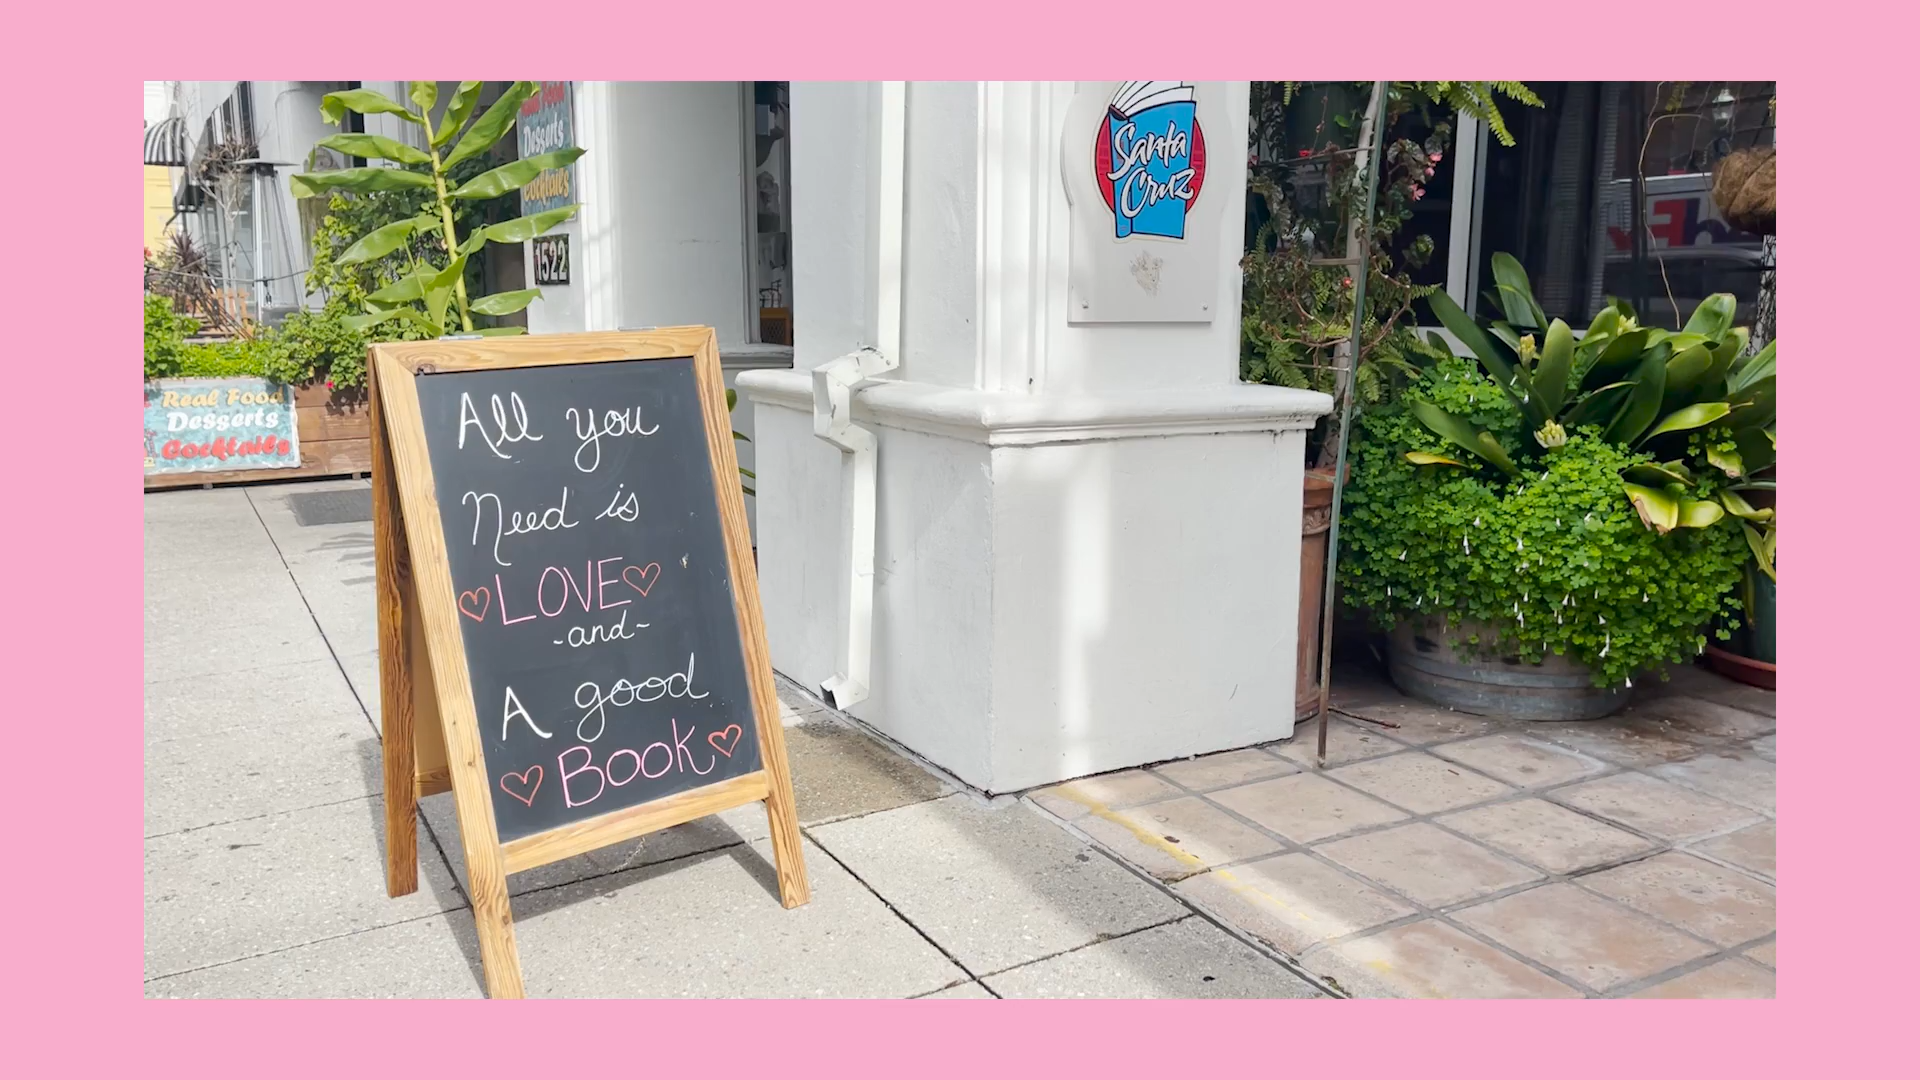 All you
Need is
LOVE
-and-
A good
Book
Santa
Cruz
Desserts
Cocktails
1522
Real Food
Desserts
Cocktails